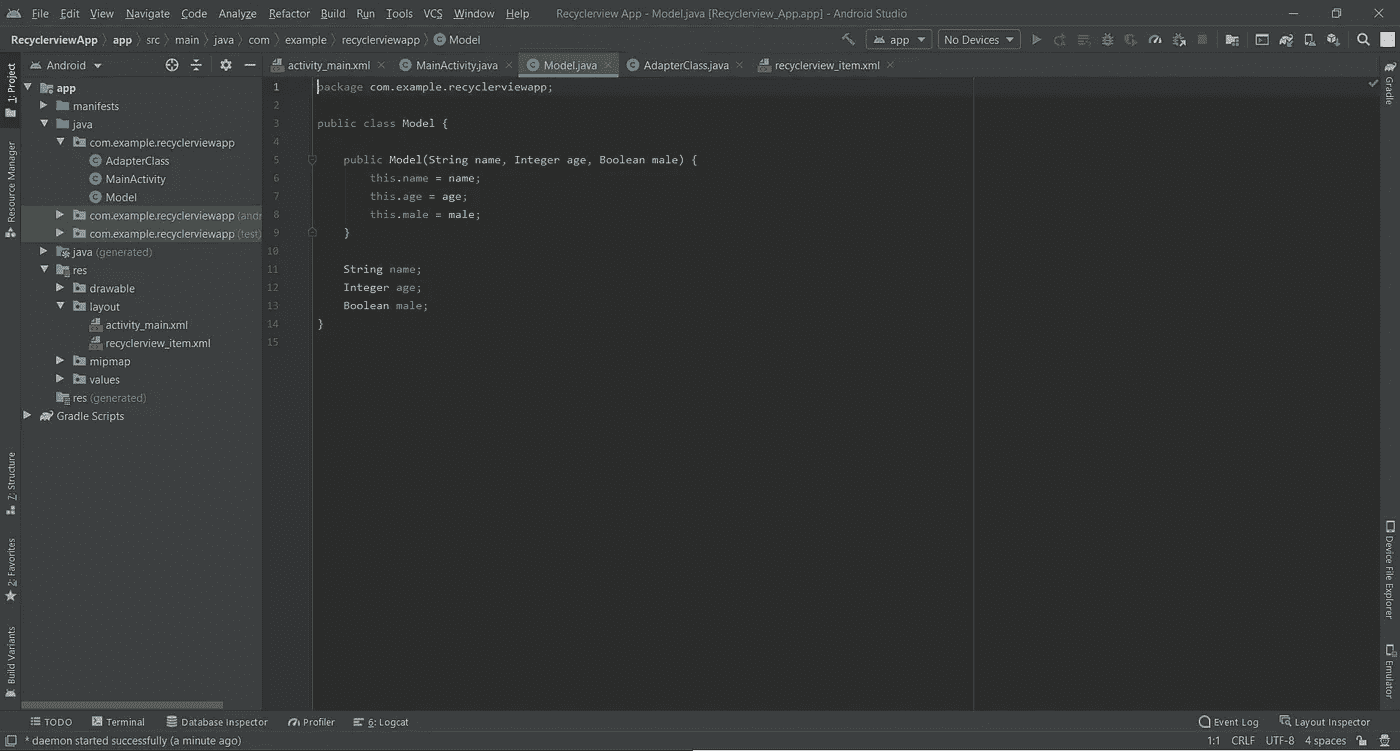 File Edit View Navigate Code Analyze Refactor Build Run Tools VCS Window Help Recyclerview App - Model.java [Recyclerview_App.app] - Android Studio
RecyclerviewApp app src main java com example recyclerviewapp Model app No Devices
Android activity_main.xml MainActivity.java Model.java AdapterClass.java recyclerview_item.xml
1: Project
Resource Manager
7: Structure
2: Favorites
Build Variants
app
manifests
java
com.example.recyclerviewapp
AdapterClass
MainActivity
Model
com.example.recyclerviewapp (andr
com.example.recyclerviewapp (test)
java (generated)
res
drawable
layout
activity_main.xml
recyclerview_item.xml
mipmap
values
res (generated)
Gradle Scripts
1 package com.example.recyclerviewapp;
2
3 public class Model {
4
5 public Model(String name, Integer age, Boolean male) {
6 this.name = name;
7 this.age = age;
8 this.male = male;
9 }
10
11 String name;
12 Integer age;
13 Boolean male;
14 }
15
Gradle
Device File Explorer
Emulator
TODO Terminal Database Inspector Profiler 6: Logcat Event Log Layout Inspector
* daemon started successfully (a minute ago) 1:1 CRLF UTF-8 4 spaces